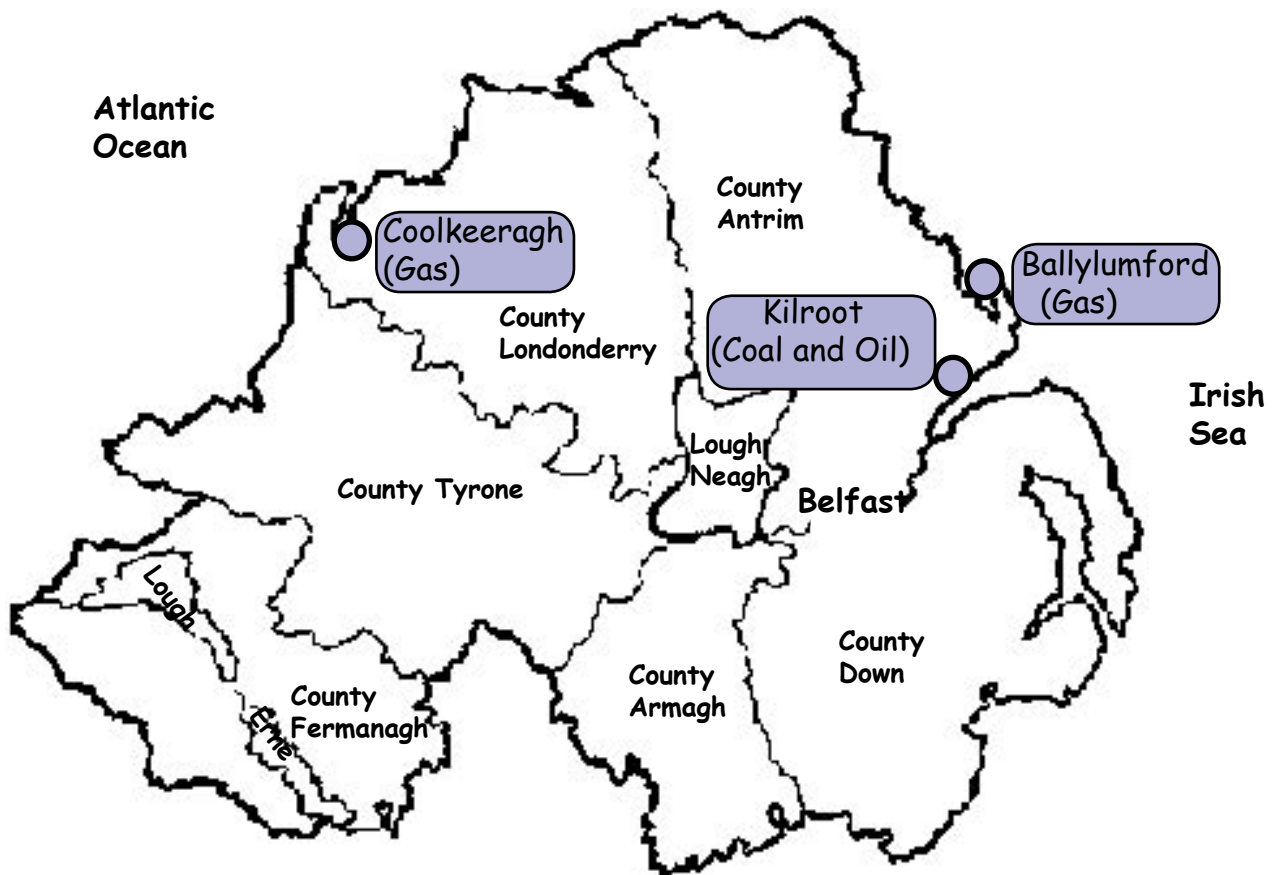 Atlantic
Ocean
County
Antrim
Coolkeeragh
(Gas)
Ballylumford
(Gas)
Kilroot
(Coal and Oil)
County
Londonderry
Irish
Sea
Lough
Neagh
County Tyrone
Belfast
Lough
Erne
County
Fermanagh
County
Armagh
County
Down